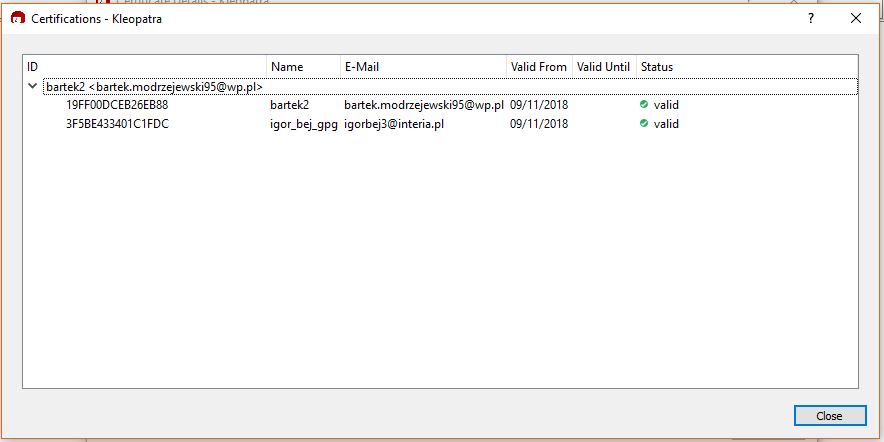 Certifications - Kleopatra
ID Name E-Mail Valid From Valid Until Status
bartek2 <bartek.modrzejewski95@wp.pl>
19FF00DCEB26EB88 bartek2 bartek.modrzejewski95@wp.pl 09/11/2018 valid
3F5BE433401C1FDC igor_bej_gpg igorbej3@interia.pl 09/11/2018 valid
Close